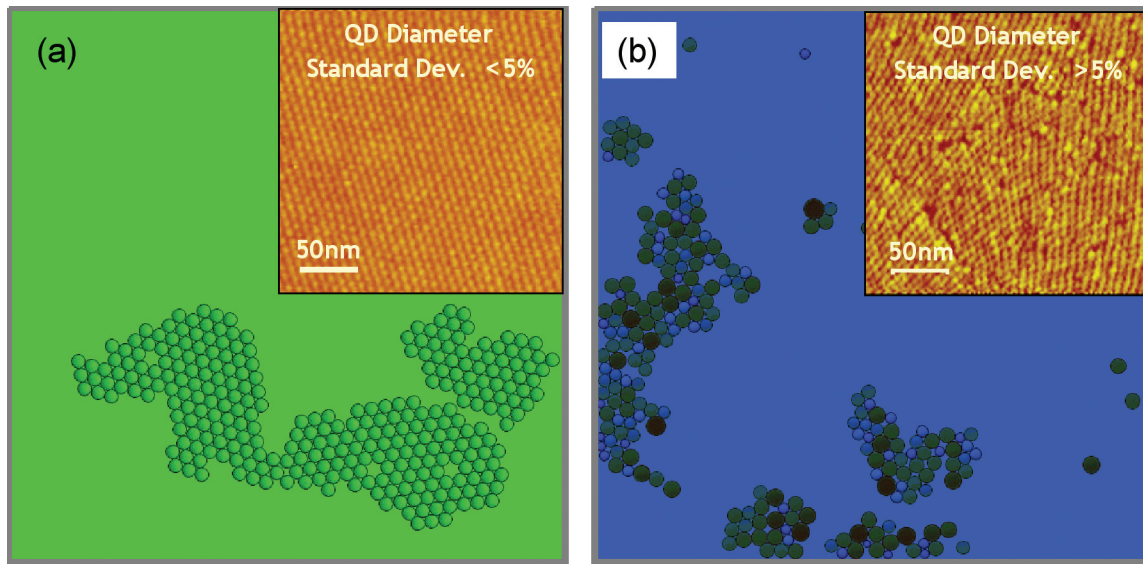 (a)
QD Diameter
Standard Dev. <5%
50nm
(b)
QD Diameter
Standard Dev. >5%
50nm